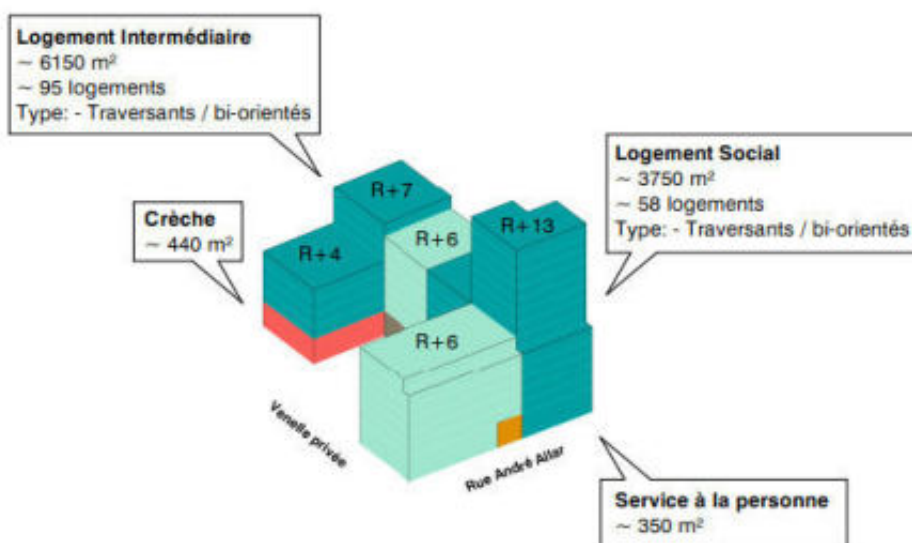 Logement Intermédiaire
~ 6150 m²
~ 95 logements
Type: - Traversants / bi-orientés
Logement Social
~ 3750 m²
~ 58 logements
Type: - Traversants / bi-orientés
Crèche
~ 440 m²
R+7
R+13
R+6
R+4
R+6
Venelle privée
Rue André Allar
Service à la personne
~ 350 m²